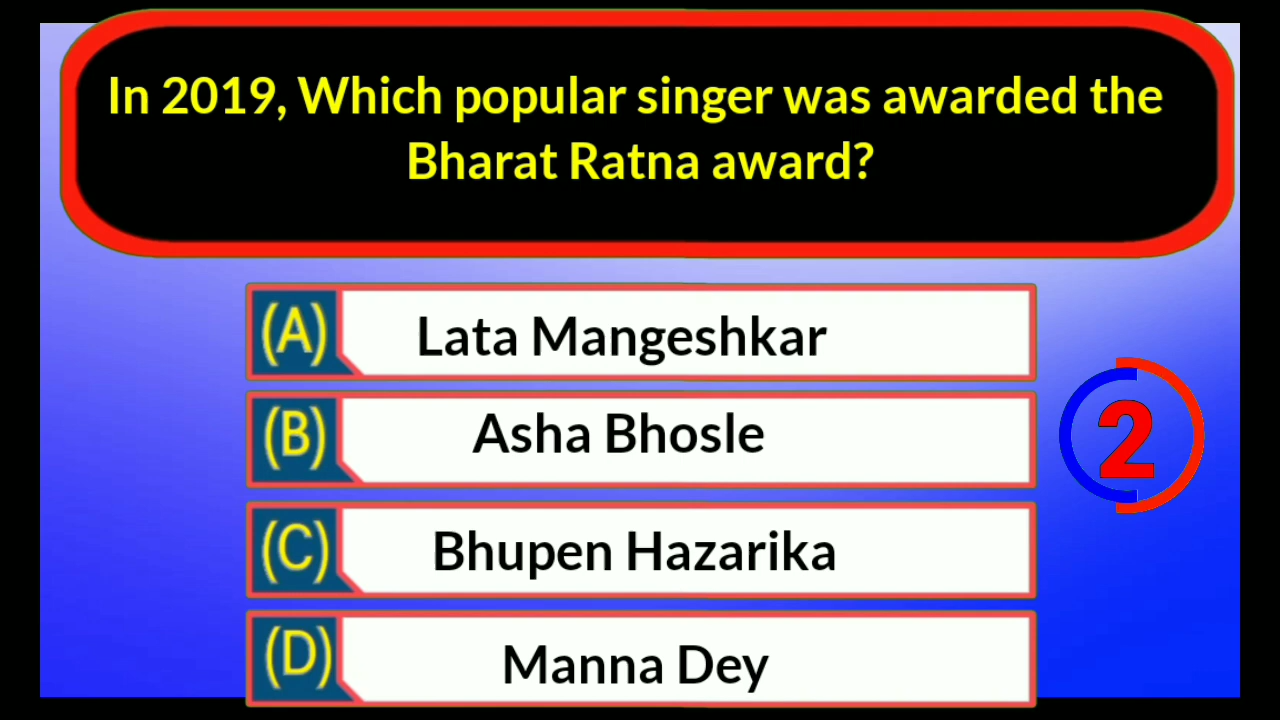 In 2019, Which popular singer was awarded the
Bharat Ratna award?
(A) Lata Mangeshkar
(B) Asha Bhosle
2
(C) Bhupen Hazarika
(D) Manna Dey